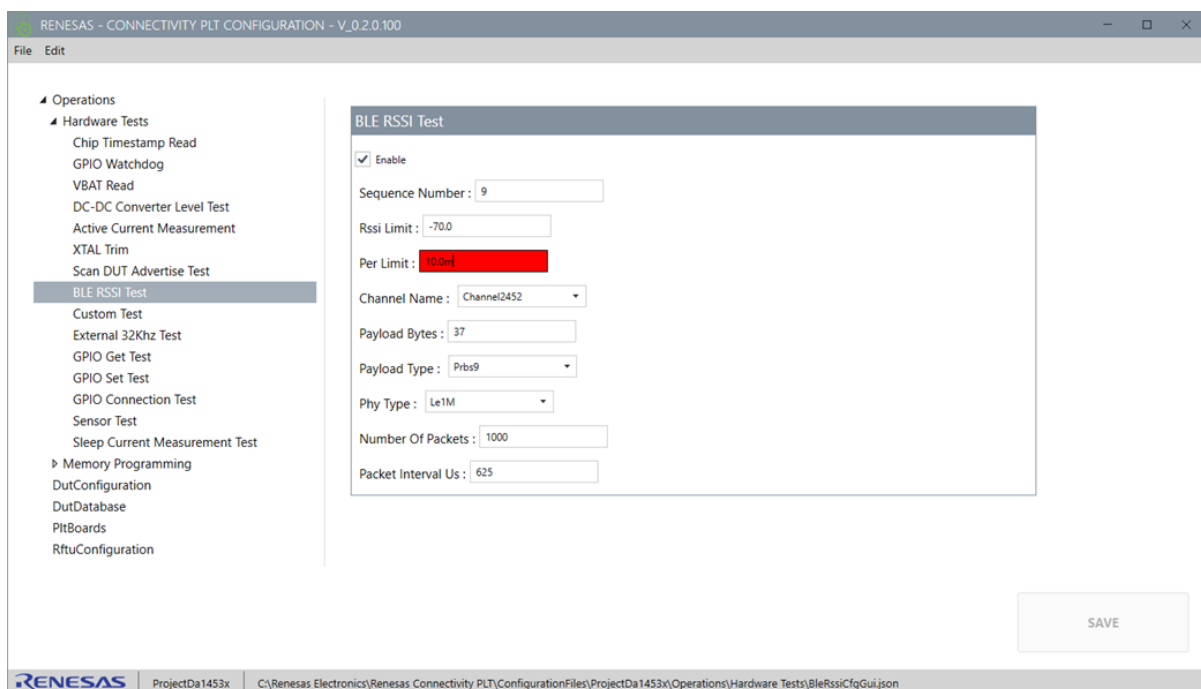 RENESAS - CONNECTIVITY PLT CONFIGURATION - V_0.2.0.100
File Edit
Operations
Hardware Tests
Chip Timestamp Read
GPIO Watchdog
VBAT Read
DC-DC Converter Level Test
Active Current Measurement
XTAL Trim
Scan DUT Advertise Test
BLE RSSI Test
Custom Test
External 32Khz Test
GPIO Get Test
GPIO Set Test
GPIO Connection Test
Sensor Test
Sleep Current Measurement Test
Memory Programming
DutConfiguration
DutDatabase
PltBoards
RftuConfiguration
BLE RSSI Test
Enable
Sequence Number : 9
Rssi Limit : -70.0
Per Limit : 10.0m
Channel Name : Channel2452
Payload Bytes : 37
Payload Type : Prbs9
Phy Type : Le1M
Number Of Packets : 1000
Packet Interval Us : 625
SAVE
RENESAS ProjectDa1453x C:\Renesas Electronics\Renesas Connectivity PLT\ConfigurationFiles\ProjectDa1453x\Operations\Hardware Tests\BleRssiCfgGui.json